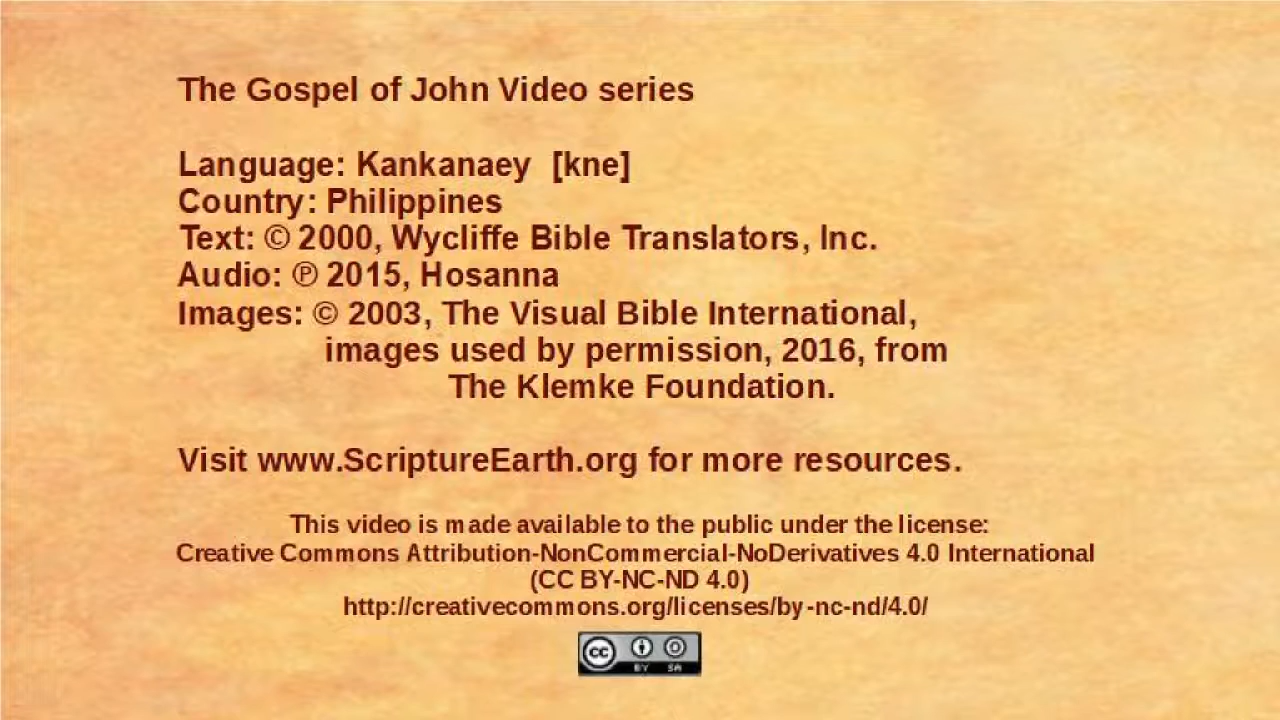 The Gospel of John Video series
Language: Kankanaey [kne]
Country: Philippines
Text: © 2000, Wycliffe Bible Translators, Inc.
Audio: ℗ 2015, Hosanna
Images: © 2003, The Visual Bible International,
images used by permission, 2016, from
The Klemke Foundation.
Visit www.ScriptureEarth.org for more resources.
This video is made available to the public under the license:
Creative Commons Attribution-NonCommercial-NoDerivatives 4.0 International
(CC BY-NC-ND 4.0)
http://creativecommons.org/licenses/by-nc-nd/4.0/
cc BY SA